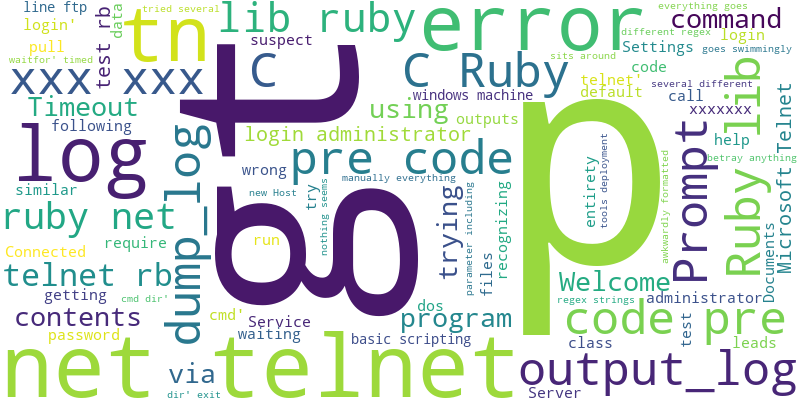 line ftp
data
tried several
lib ruby
error
everything goes
command
login'
tn
suspect
test rb
C
C Ruby
different regex
login
pull
Settings
goes swimmingly
waitfor' timed
xxx xxx
sits around
code
lib
Timeout
gt
windows machine
telnet'
default
several different
call
xxxxxxx
using
p
following
log
login administrator
outputs
Prompt
help
dump_log
pre code
wrong
manually everything
betray anything
similar
try
new Host
trying
parameter including
recognizing
entirety
tools deployment
awkwardly formatted
Ruby lib
Microsoft Telnet
ruby net
nothing seems
require
run
Connected
files
Documents
telnet rb
Welcome
getting
cmd dir'
dos
regex strings
administrator
contents
cmd'
Service
program
code pre
password
waiting
basic scripting
class
test
leads
net telnet
via
output_log
dir' exit
Server